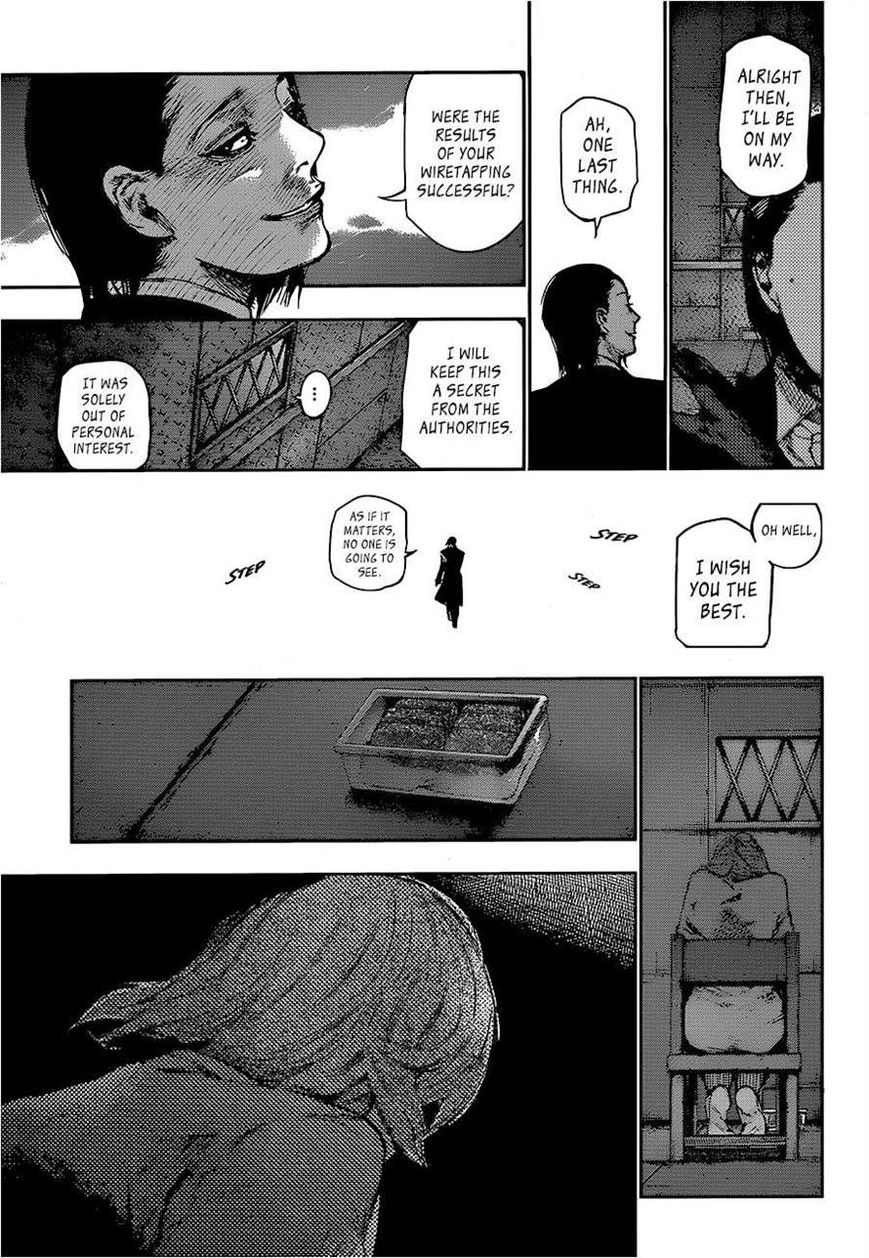 ALRIGHT
THEN,
I'LL BE
ON MY
WAY.
AH,
ONE
LAST
THING.
WERE THE
RESULTS
OF YOUR
WIRETAPPING
SUCCESSFUL?
I WILL
KEEP THIS
A SECRET
FROM THE
AUTHORITIES.
...
IT WAS
SOLELY
OUT OF
PERSONAL
INTEREST.
OH WELL,
I WISH
YOU THE
BEST.
STEP
STEP
AS IF IT
MATTERS,
NO ONE IS
GOING TO
SEE.
STEP